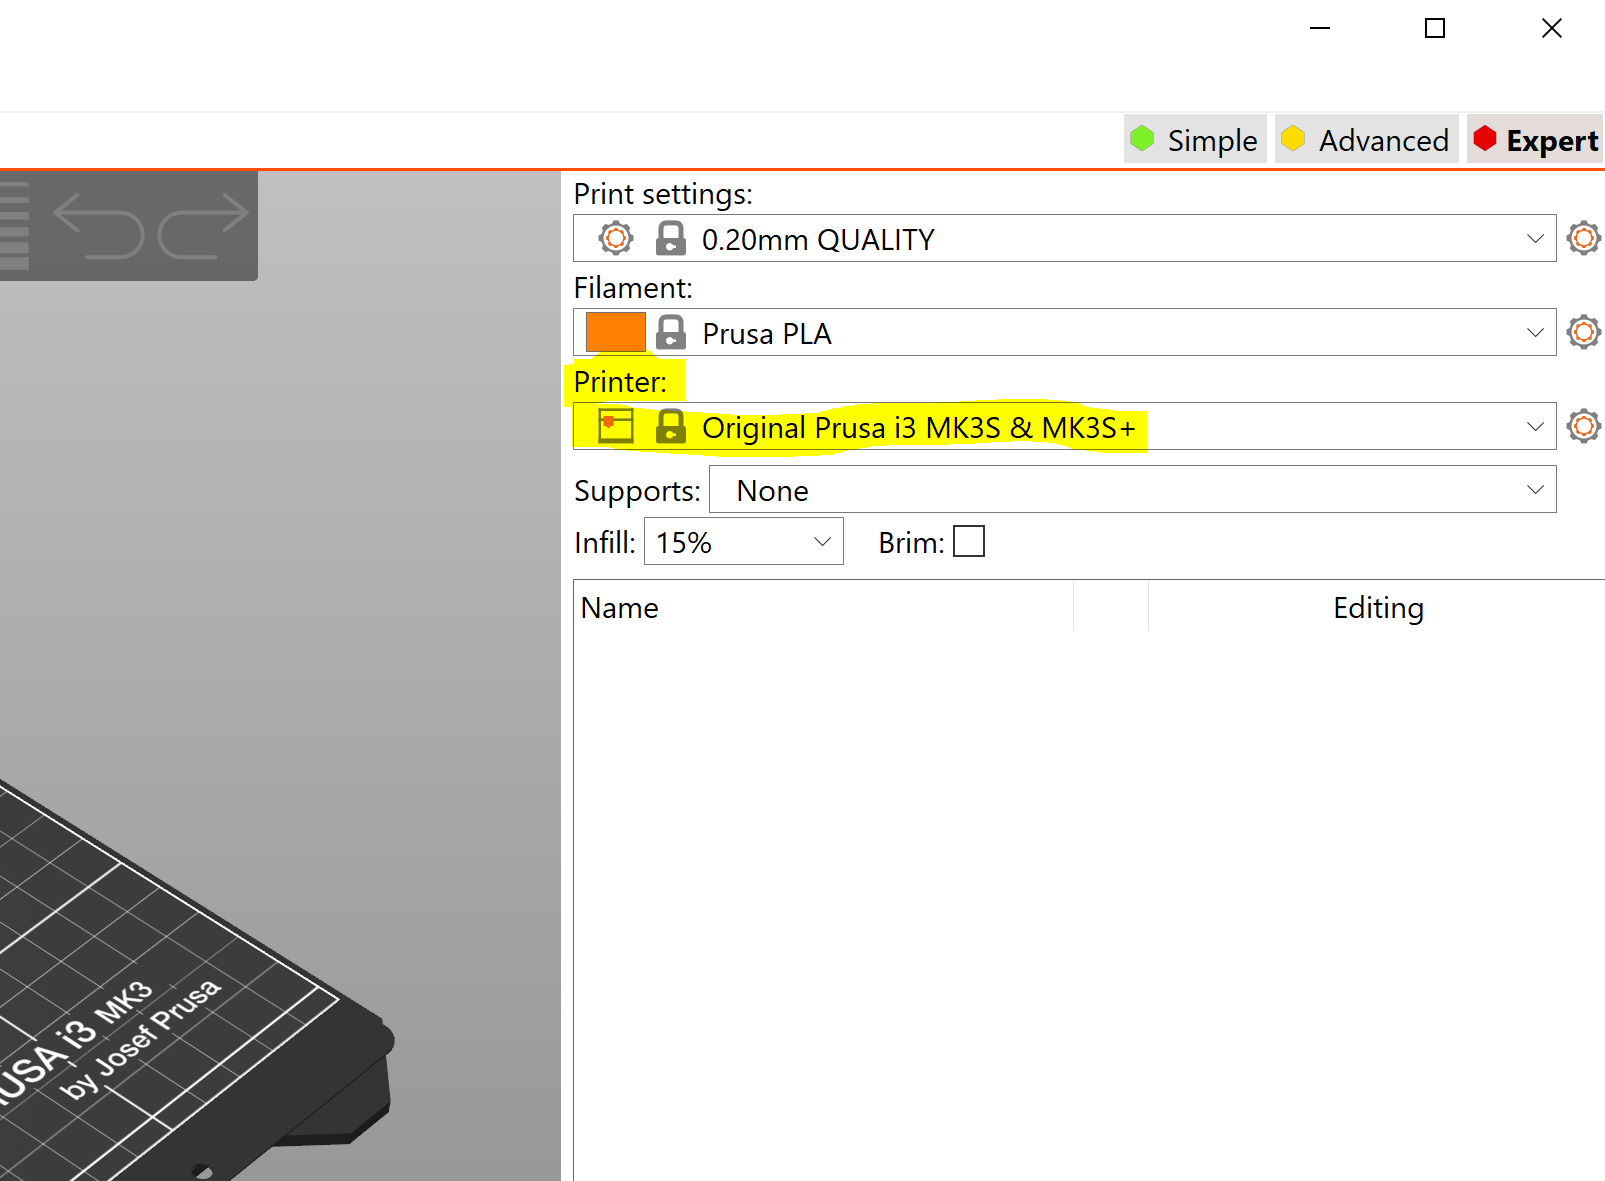 Simple Advanced Expert
Print settings:
0.20mm QUALITY
Filament:
Prusa PLA
Printer:
Original Prusa i3 MK3S & MK3S+
Supports: None
Infill: 15% Brim:
Name Editing
i3 MK3
by Josef Prusa